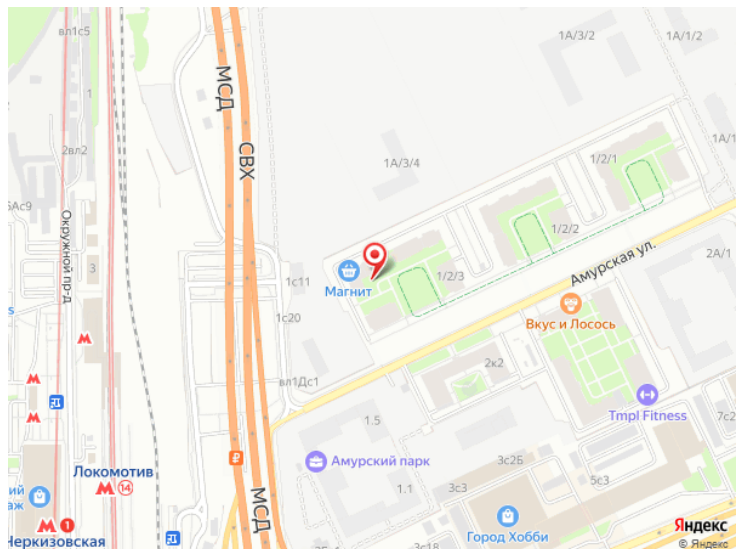 вл1с5
1А/3/2
1А/1/2
МСД
1
СВХ
1А/1
2вл2
1А/3/4
1/2/1
5Ас9
Окружной пр-д
1/2/2
Амурская ул.
3
2А/1
1с11
Магнит
1/2/3
1с20
Вкус и Лосось
2к2
вл1Дс1
Tmpl Fitness
1.5
7с2
Амурский парк
3с2Б
Локомотив
14
5с3
1.1
3с3
МСД
Город Хобби
1
Черкизовская
3с18
Яндекс
© Яндекс